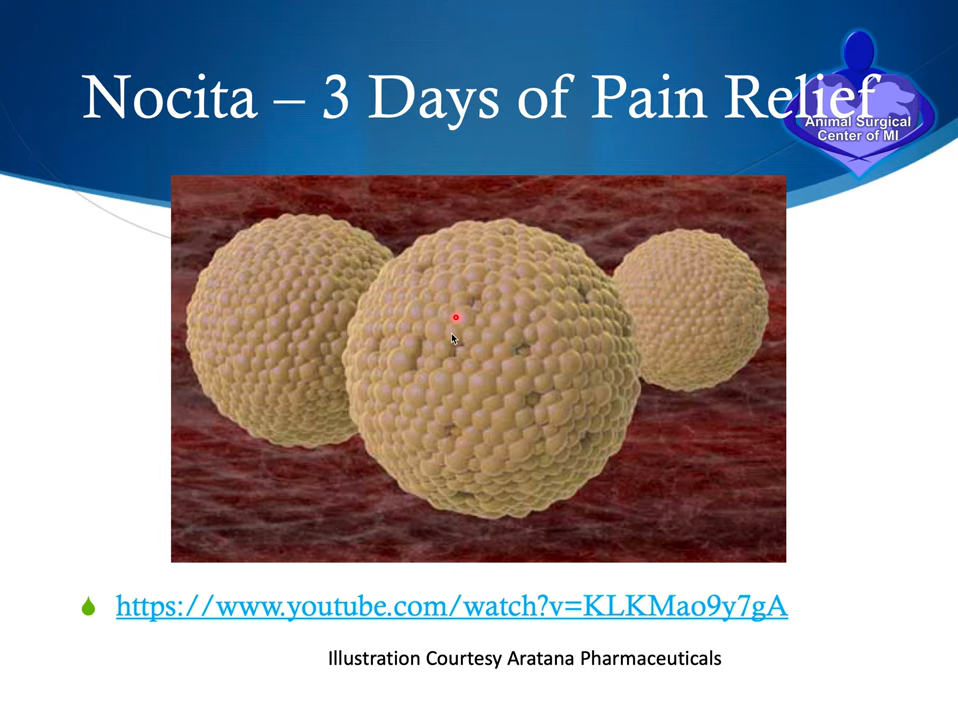 Nocita – 3 Days of Pain Relief
Animal Surgical
Center of MI
https://www.youtube.com/watch?v=KLKMao9y7gA
Illustration Courtesy Aratana Pharmaceuticals